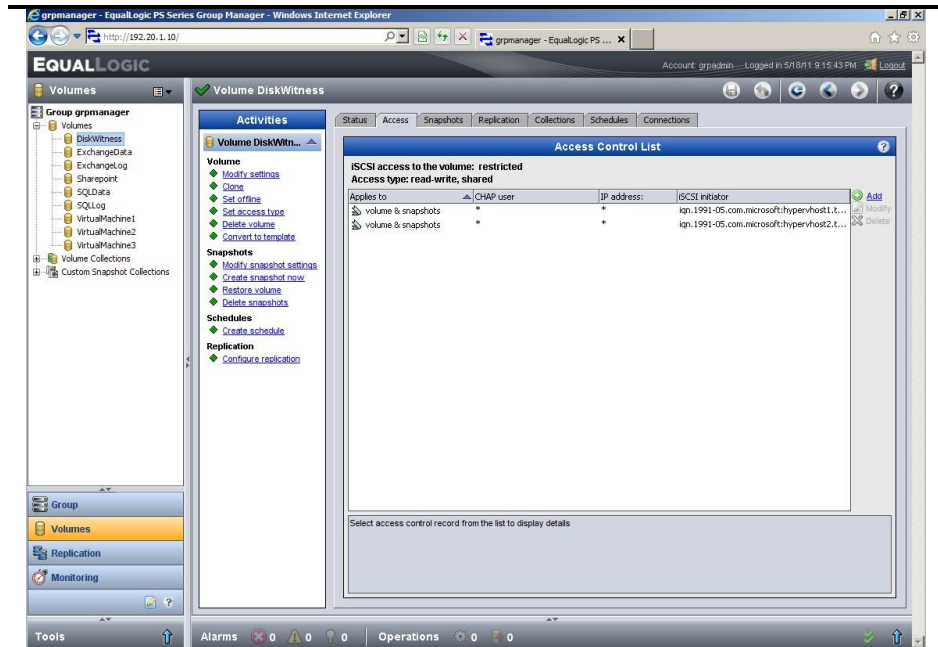 grpmanager - EqualLogic PS Series Group Manager - Windows Internet Explorer
http://192.20.1.10/
grpmanager - EqualLogic PS ...
EQUALLOGIC
Account: grpadmin Logged in 5/18/11 9:15:43 PM Logout
Volumes
Group grpmanager
Volumes
DiskWitness
ExchangeData
ExchangeLog
Sharepoint
SQLData
SQLLog
VirtualMachine1
VirtualMachine2
VirtualMachine3
Volume Collections
Custom Snapshot Collections
Group
Volumes
Replication
Monitoring
Tools
Volume DiskWitness
Activities
Volume DiskWitn...
Volume
Modify settings
Clone
Set offline
Set access type
Delete volume
Convert to template
Snapshots
Modify snapshot settings
Create snapshot now
Restore volume
Delete snapshots
Schedules
Create schedule
Replication
Configure replication
Status Access Snapshots Replication Collections Schedules Connections
Access Control List
iSCSI access to the volume: restricted
Access type: read-write, shared
Applies to CHAP user IP address: iSCSI initiator
volume & snapshots * * iqn.1991-05.com.microsoft:hypervhost1.t...
volume & snapshots * * iqn.1991-05.com.microsoft:hypervhost2.t...
Add
Modify
Delete
Select access control record from the list to display details
Alarms 0 0 0 Operations 0 0